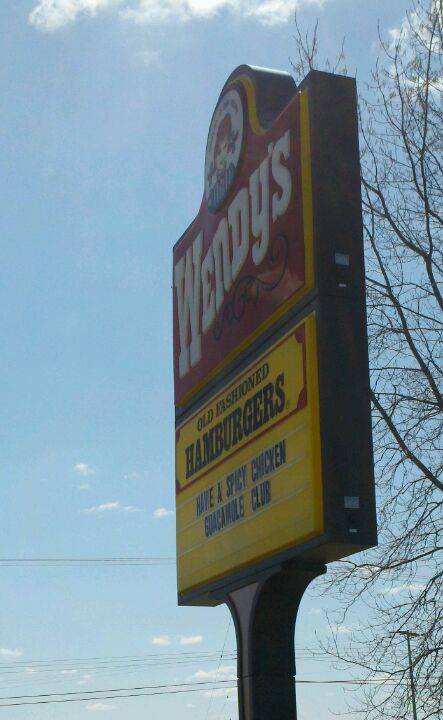 WENDY'S
OLD FASHIONED
HAMBURGERS
HAVE A SPICY CHICKEN
GUACAMOLE CLUB